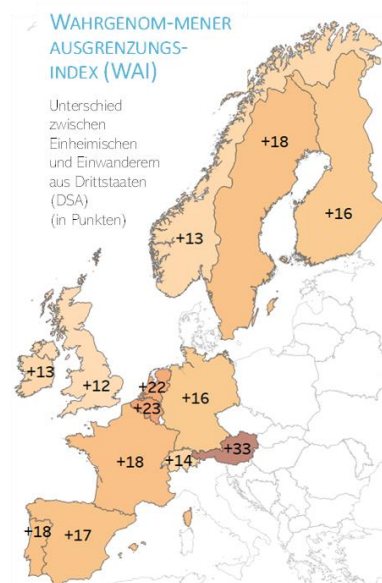 WAHRGENOM-MENER
AUSGRENZUNGS-
INDEX (WAI)
Unterschied
zwischen
Einheimischen
und Einwanderern
aus Drittstaaten
(DSA)
(in Punkten)
+18
+16
+13
+13
+12
+22
+23
+16
+18
+14
+33
+18
+17